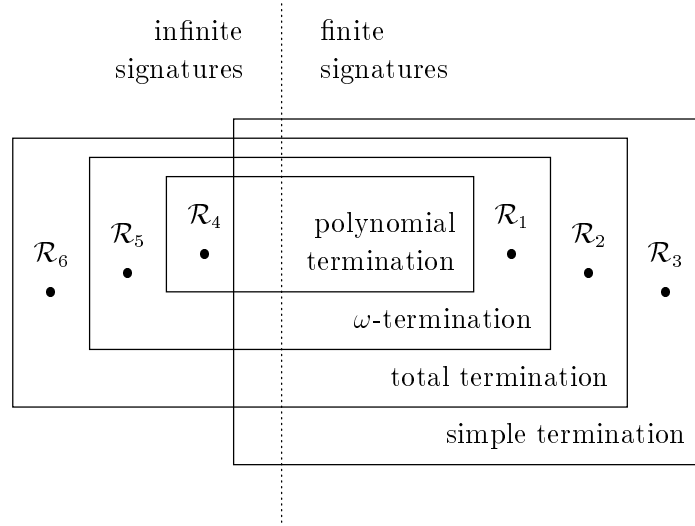 infinite
signatures
finite
signatures
R₄
R₁
R₅
R₂
R₆
R₃
polynomial
termination
ω-termination
total termination
simple termination